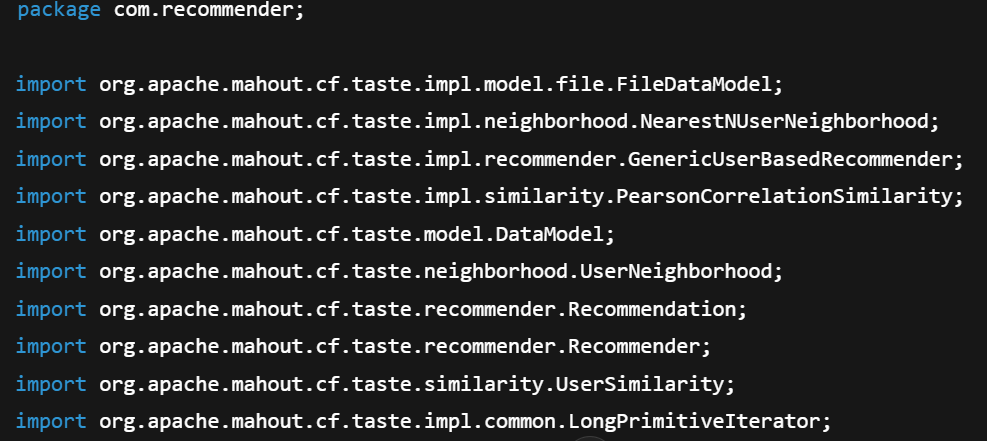 package com.recommender;
import org.apache.mahout.cf.taste.impl.model.file.FileDataModel;
import org.apache.mahout.cf.taste.impl.neighborhood.NearestNUserNeighborhood;
import org.apache.mahout.cf.taste.impl.recommender.GenericUserBasedRecommender;
import org.apache.mahout.cf.taste.impl.similarity.PearsonCorrelationSimilarity;
import org.apache.mahout.cf.taste.model.DataModel;
import org.apache.mahout.cf.taste.neighborhood.UserNeighborhood;
import org.apache.mahout.cf.taste.recommender.Recommendation;
import org.apache.mahout.cf.taste.recommender.Recommender;
import org.apache.mahout.cf.taste.similarity.UserSimilarity;
import org.apache.mahout.cf.taste.impl.common.LongPrimitiveIterator;